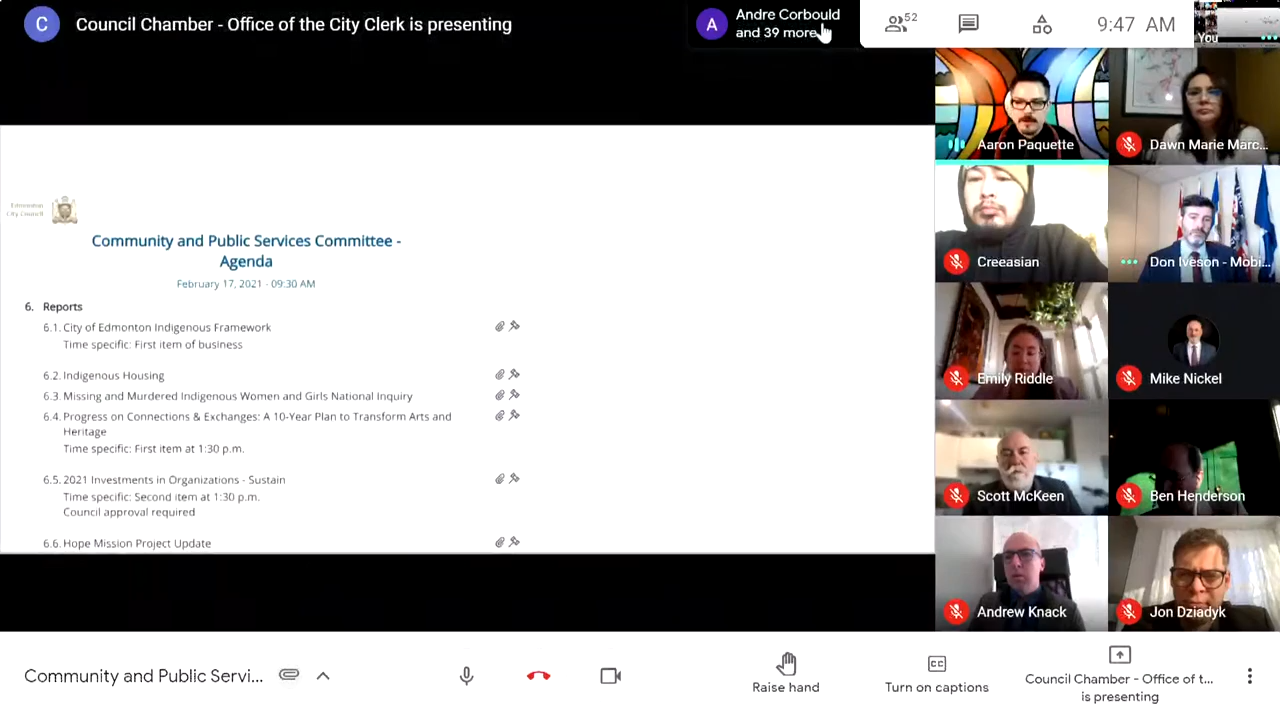 C
Council Chamber - Office of the City Clerk is presenting
A
Andre Corbould
and 39 more
52
9:47 AM
You
Edmonton
City Council
Community and Public Services Committee -
Agenda
February 17, 2021 - 09:30 AM
6. Reports
6.1. City of Edmonton Indigenous Framework
Time specific: First item of business
6.2. Indigenous Housing
6.3. Missing and Murdered Indigenous Women and Girls National Inquiry
6.4. Progress on Connections & Exchanges: A 10-Year Plan to Transform Arts and
Heritage
Time specific: First item at 1:30 p.m.
6.5. 2021 Investments in Organizations - Sustain
Time specific: Second item at 1:30 p.m.
Council approval required
6.6. Hope Mission Project Update
Aaron Paquette
Dawn Marie Marc...
Creeasian
Don Iveson - Mobi...
Emily Riddle
Mike Nickel
Scott McKeen
Ben Henderson
Andrew Knack
Jon Dziadyk
Community and Public Servi...
Raise hand
CC
Turn on captions
Council Chamber - Office of t...
is presenting